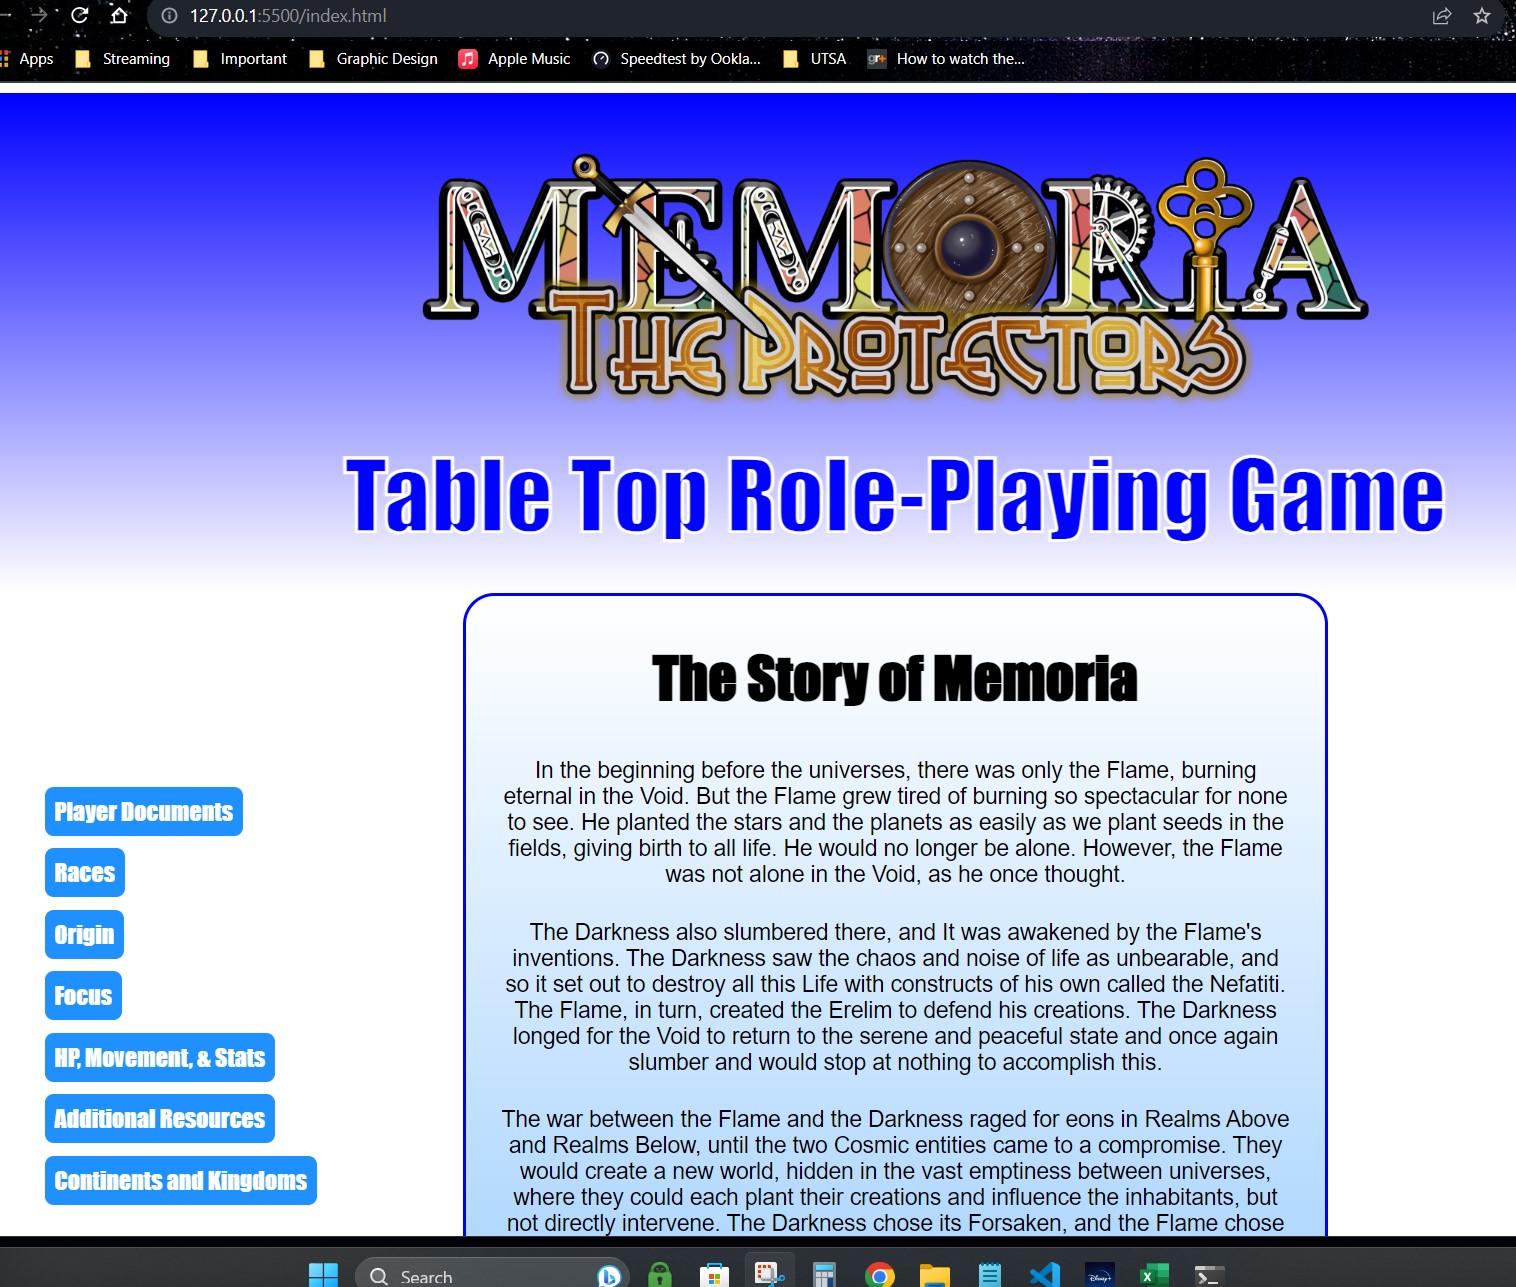 127.0.0.1:5500/index.html
Apps Streaming Important Graphic Design Apple Music Speedtest by Ookla... UTSA gr+ How to watch the...
MEMORIA
THE PROTECTORS
Table Top Role-Playing Game
The Story of Memoria
In the beginning before the universes, there was only the Flame, burning
eternal in the Void. But the Flame grew tired of burning so spectacular for none
to see. He planted the stars and the planets as easily as we plant seeds in the
fields, giving birth to all life. He would no longer be alone. However, the Flame
was not alone in the Void, as he once thought.
The Darkness also slumbered there, and It was awakened by the Flame's
inventions. The Darkness saw the chaos and noise of life as unbearable, and
so it set out to destroy all this Life with constructs of his own called the Nefatiti.
The Flame, in turn, created the Erelim to defend his creations. The Darkness
longed for the Void to return to the serene and peaceful state and once again
slumber and would stop at nothing to accomplish this.
The war between the Flame and the Darkness raged for eons in Realms Above
and Realms Below, until the two Cosmic entities came to a compromise. They
would create a new world, hidden in the vast emptiness between universes,
where they could each plant their creations and influence the inhabitants, but
not directly intervene. The Darkness chose its Forsaken, and the Flame chose
Player Documents
Races
Origin
Focus
HP, Movement, & Stats
Additional Resources
Continents and Kingdoms
Search
Disney+